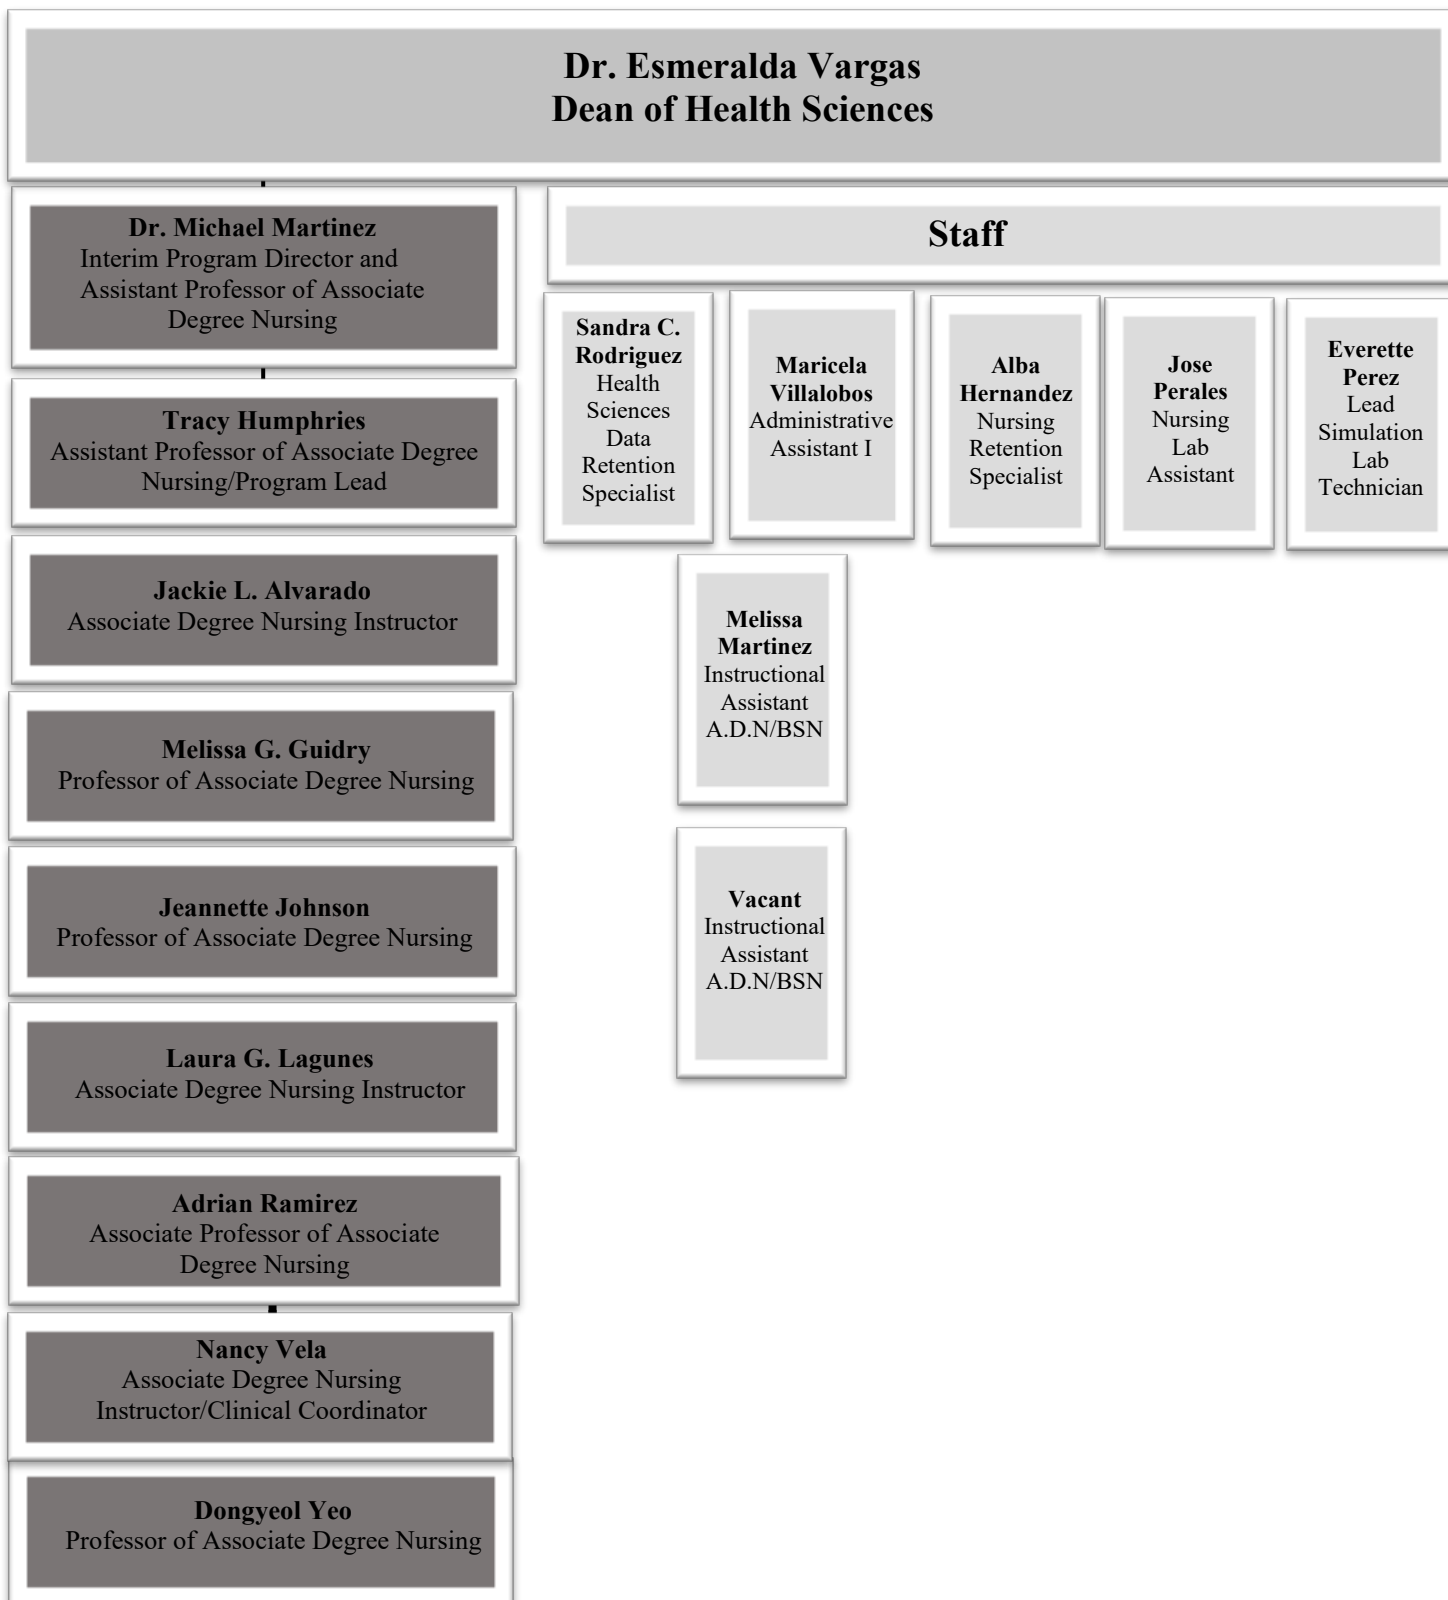 Dr. Esmeralda Vargas
Dean of Health Sciences
Dr. Michael Martinez
Interim Program Director and
Assistant Professor of Associate
Degree Nursing
Tracy Humphries
Assistant Professor of Associate Degree
Nursing/Program Lead
Jackie L. Alvarado
Associate Degree Nursing Instructor
Melissa G. Guidry
Professor of Associate Degree Nursing
Jeannette Johnson
Professor of Associate Degree Nursing
Laura G. Lagunes
Associate Degree Nursing Instructor
Adrian Ramirez
Associate Professor of Associate
Degree Nursing
Nancy Vela
Associate Degree Nursing
Instructor/Clinical Coordinator
Dongyeol Yeo
Professor of Associate Degree Nursing
Staff
Sandra C.
Rodriguez
Health
Sciences
Data
Retention
Specialist
Maricela
Villalobos
Administrative
Assistant I
Alba
Hernandez
Nursing
Retention
Specialist
Jose
Perales
Nursing
Lab
Assistant
Everette
Perez
Lead
Simulation
Lab
Technician
Melissa
Martinez
Instructional
Assistant
A.D.N/BSN
Vacant
Instructional
Assistant
A.D.N/BSN